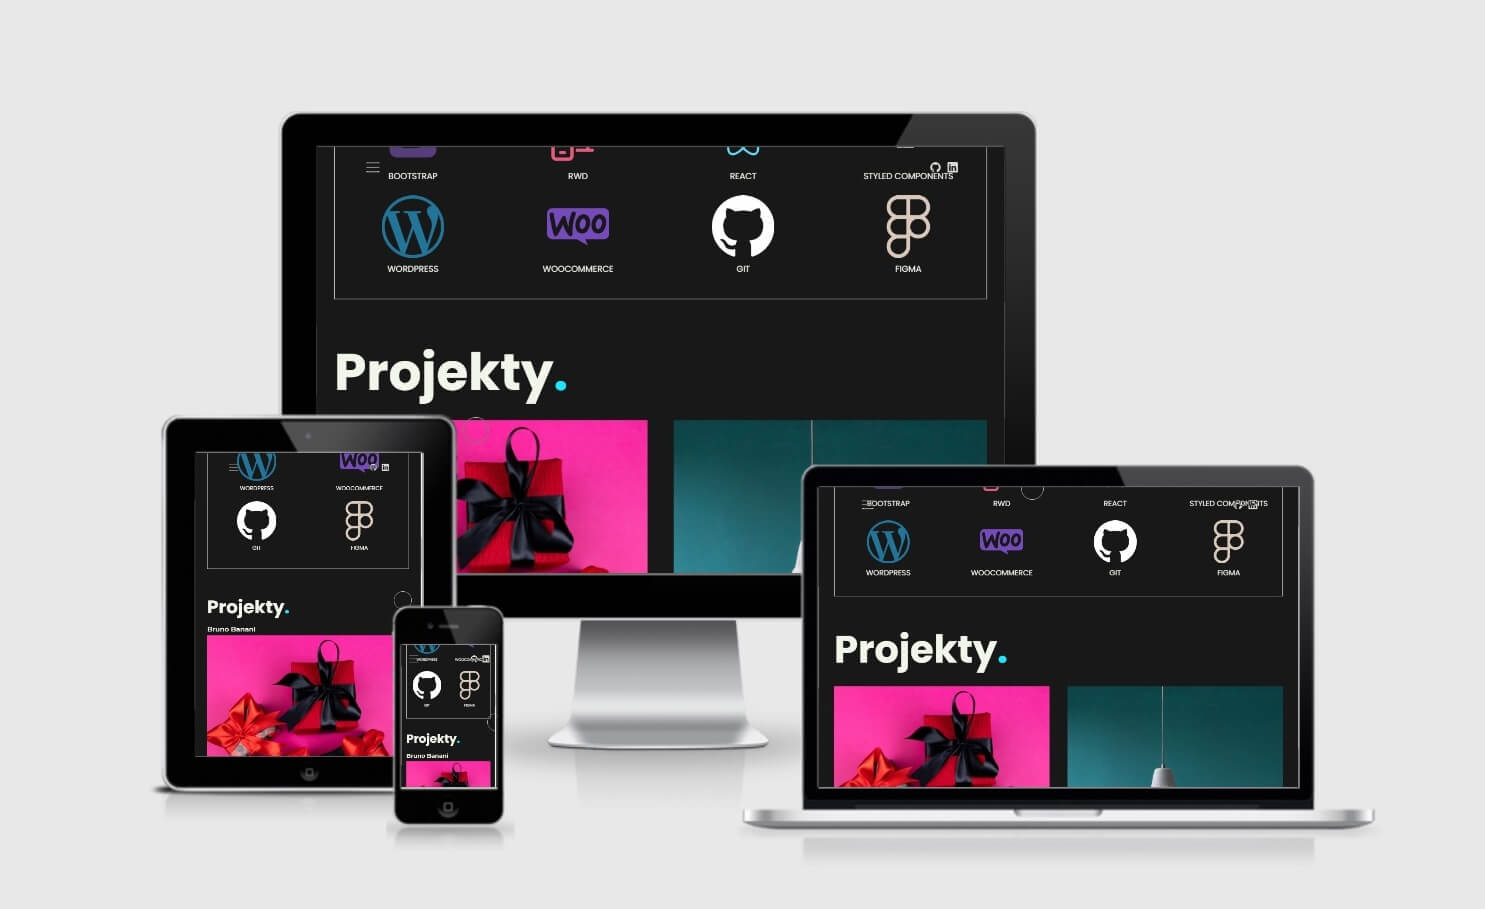 BOOTSTRAP RWD REACT STYLED COMPONENTS
WOO
WORDPRESS WOOCOMMERCE GIT FIGMA
Projekty.
WOO
WORDPRESS WOOCOMMERCE
GIT FIGMA
Projekty.
Bruno Banani
WORDPRESS WOOCOMMERCE
GIT FIGMA
Projekty.
Bruno Banani
BOOTSTRAP RWD REACT STYLED COMPONENTS
WOO
WORDPRESS WOOCOMMERCE GIT FIGMA
Projekty.